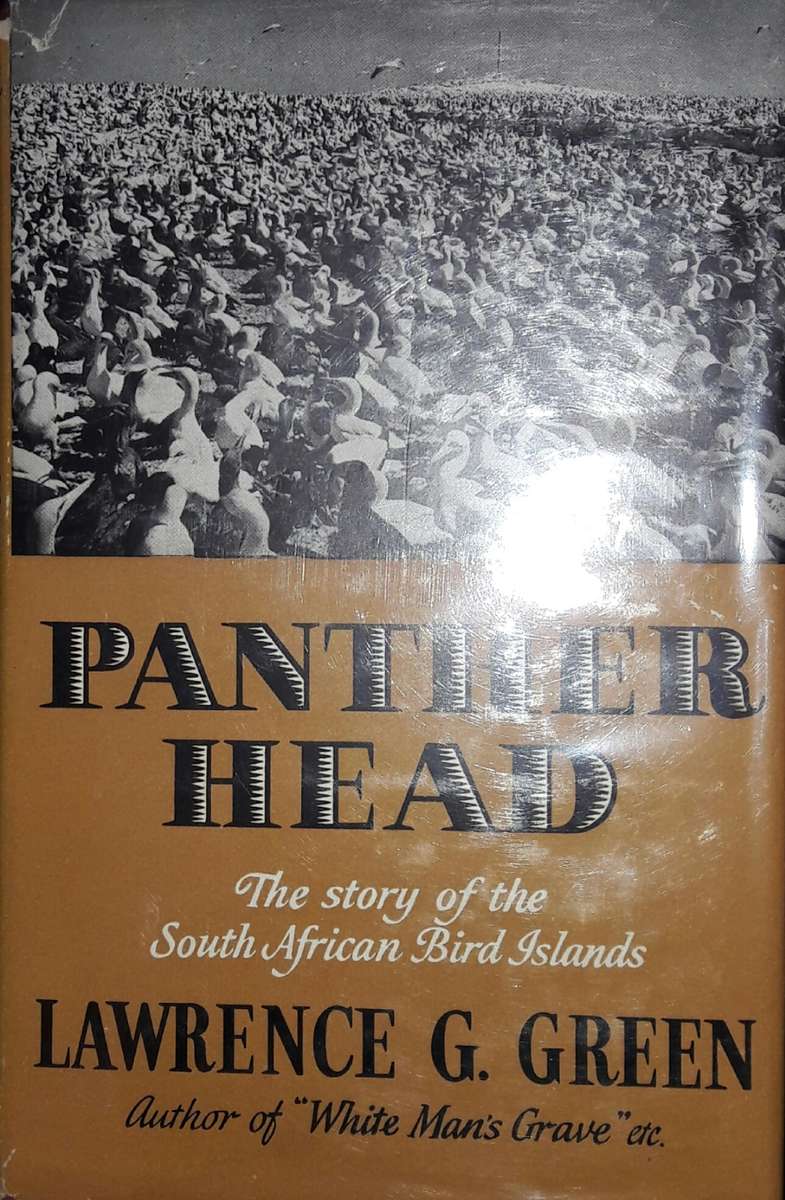 PANTHER
HEAD
The story of the
South African Bird Islands
LAWRENCE G. GREEN
Author of "White Man's Grave" etc.